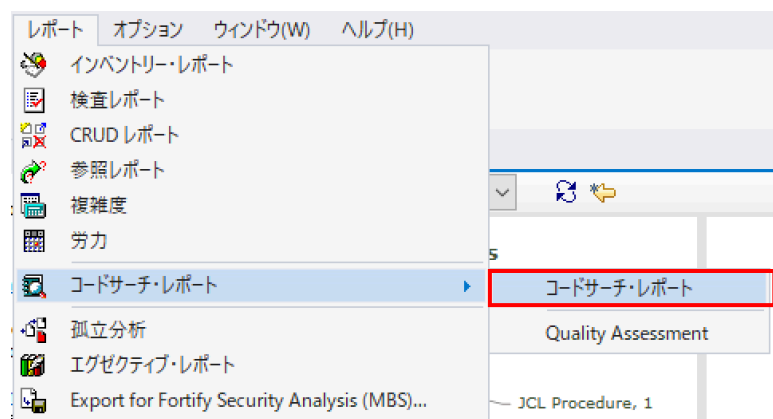 レポート オプション ウィンドウ(W) ヘルプ(H)
インベントリー・レポート
検査レポート
CRUD レポート
参照レポート
複雑度
労力
コードサーチ・レポート
コードサーチ・レポート
孤立分析
Quality Assessment
エグゼクティブ・レポート
Export for Fortify Security Analysis (MBS)...
JCL Procedure, 1